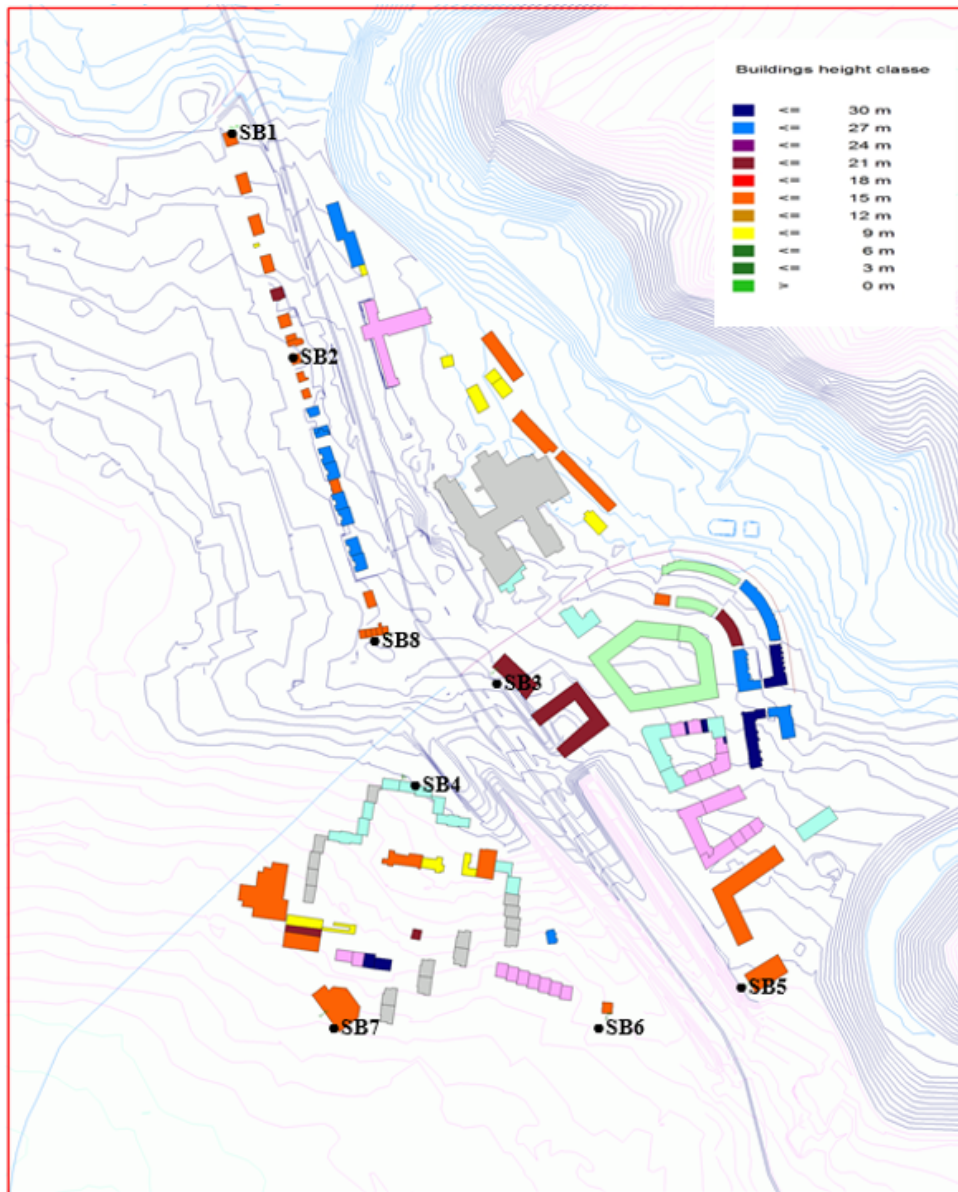 Buildings height classe
<= 30 m
<= 27 m
<= 24 m
<= 21 m
<= 18 m
<= 15 m
<= 12 m
<= 9 m
<= 6 m
<= 3 m
> 0 m
SB1
SB2
SB8
SB3
SB4
SB5
SB7
SB6